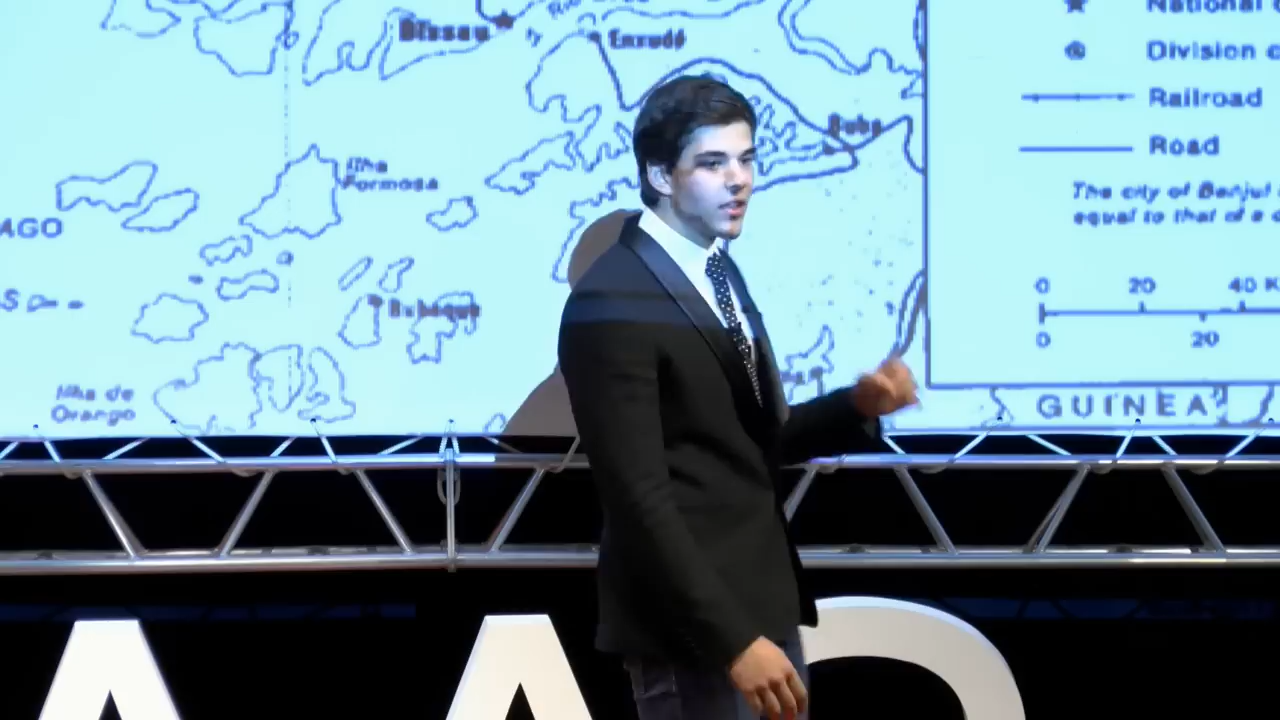 Bissau
Enxudé
National
Division
Railroad
Buba
Road
Ilha
Formosa
The city of Banjul
equal to that of a
AGO
0 20 40 K
Bubaque
0 20
Ilha de
Orango
GUINEA